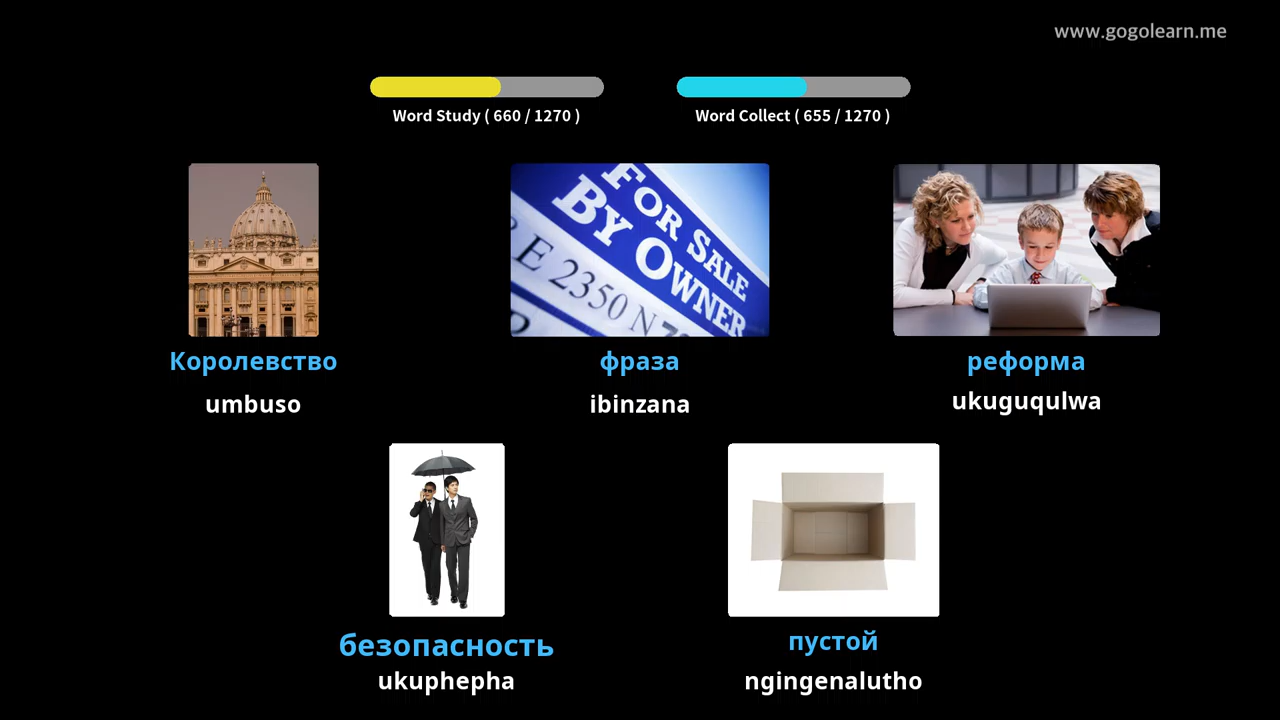 www.gogolearn.me
Word Study ( 660 / 1270 )
Word Collect ( 655 / 1270 )
FOR SALE
BY OWNER
E 2350 N
Королевство
фраза
реформа
umbuso
ibinzana
ukuguqulwa
безопасность
пустой
ukuphepha
ngingenalutho